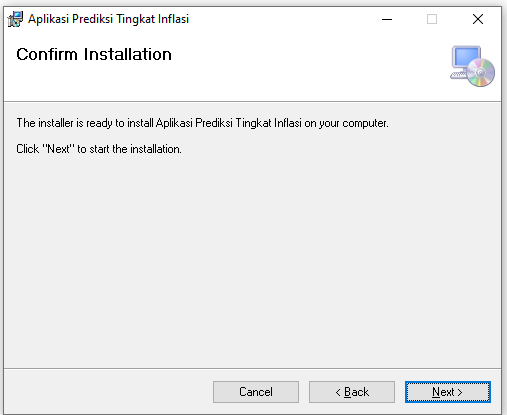 Aplikasi Prediksi Tingkat Inflasi
Confirm Installation
The installer is ready to install Aplikasi Prediksi Tingkat Inflasi on your computer.
Click "Next" to start the installation.
Cancel
< Back
Next >